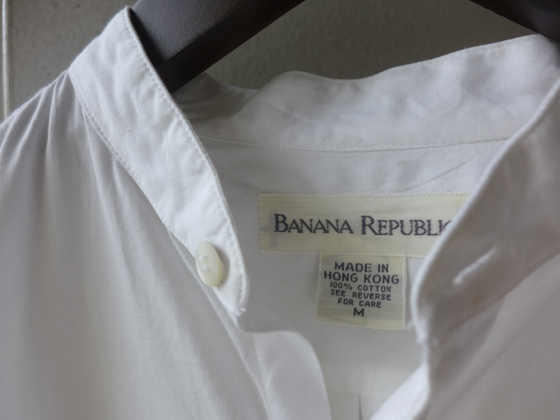 BANANA REPUBLIC
MADE IN
HONG KONG
100% COTTON
SEE REVERSE
FOR CARE
M